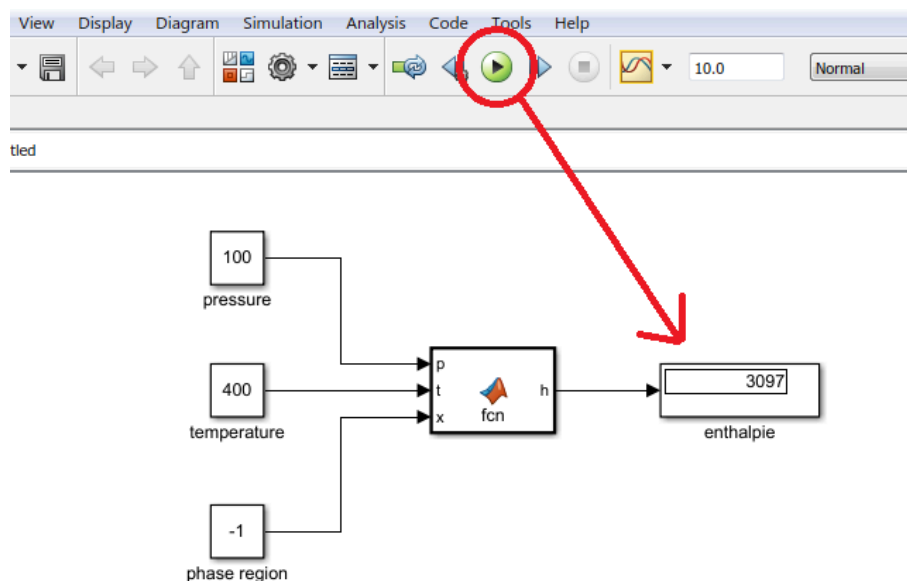 View Display Diagram Simulation Analysis Code Tools Help
10.0 Normal
tled
100
pressure
p
400
t
h
3097
x
fcn
temperature
enthalpie
-1
phase region